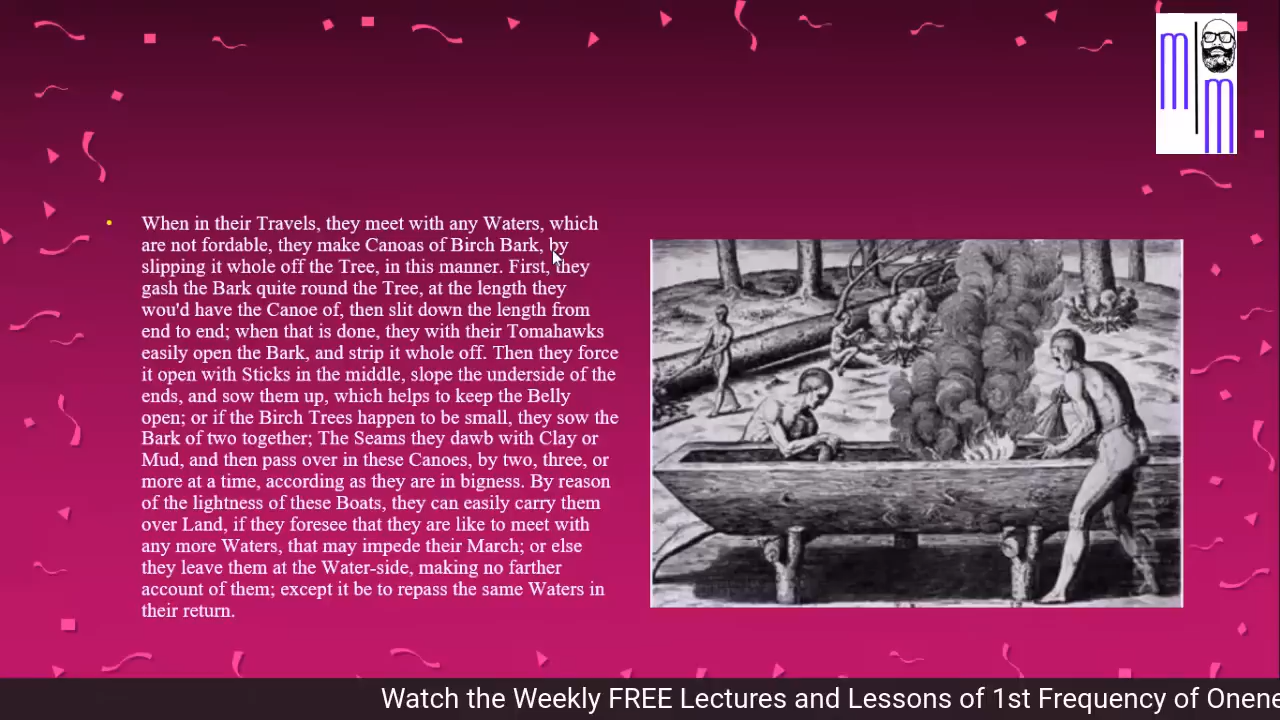 m
m
When in their Travels, they meet with any Waters, which
are not fordable, they make Canoas of Birch Bark, by
slipping it whole off the Tree, in this manner. First, they
gash the Bark quite round the Tree, at the length they
wou'd have the Canoe of, then slit down the length from
end to end; when that is done, they with their Tomahawks
easily open the Bark, and strip it whole off. Then they force
it open with Sticks in the middle, slope the underside of the
ends, and sow them up, which helps to keep the Belly
open; or if the Birch Trees happen to be small, they sow the
Bark of two together; The Seams they dawb with Clay or
Mud, and then pass over in these Canoes, by two, three, or
more at a time, according as they are in bigness. By reason
of the lightness of these Boats, they can easily carry them
over Land, if they foresee that they are like to meet with
any more Waters, that may impede their March; or else
they leave them at the Water-side, making no farther
account of them; except it be to repass the same Waters in
their return.
Watch the Weekly FREE Lectures and Lessons of 1st Frequency of Onene